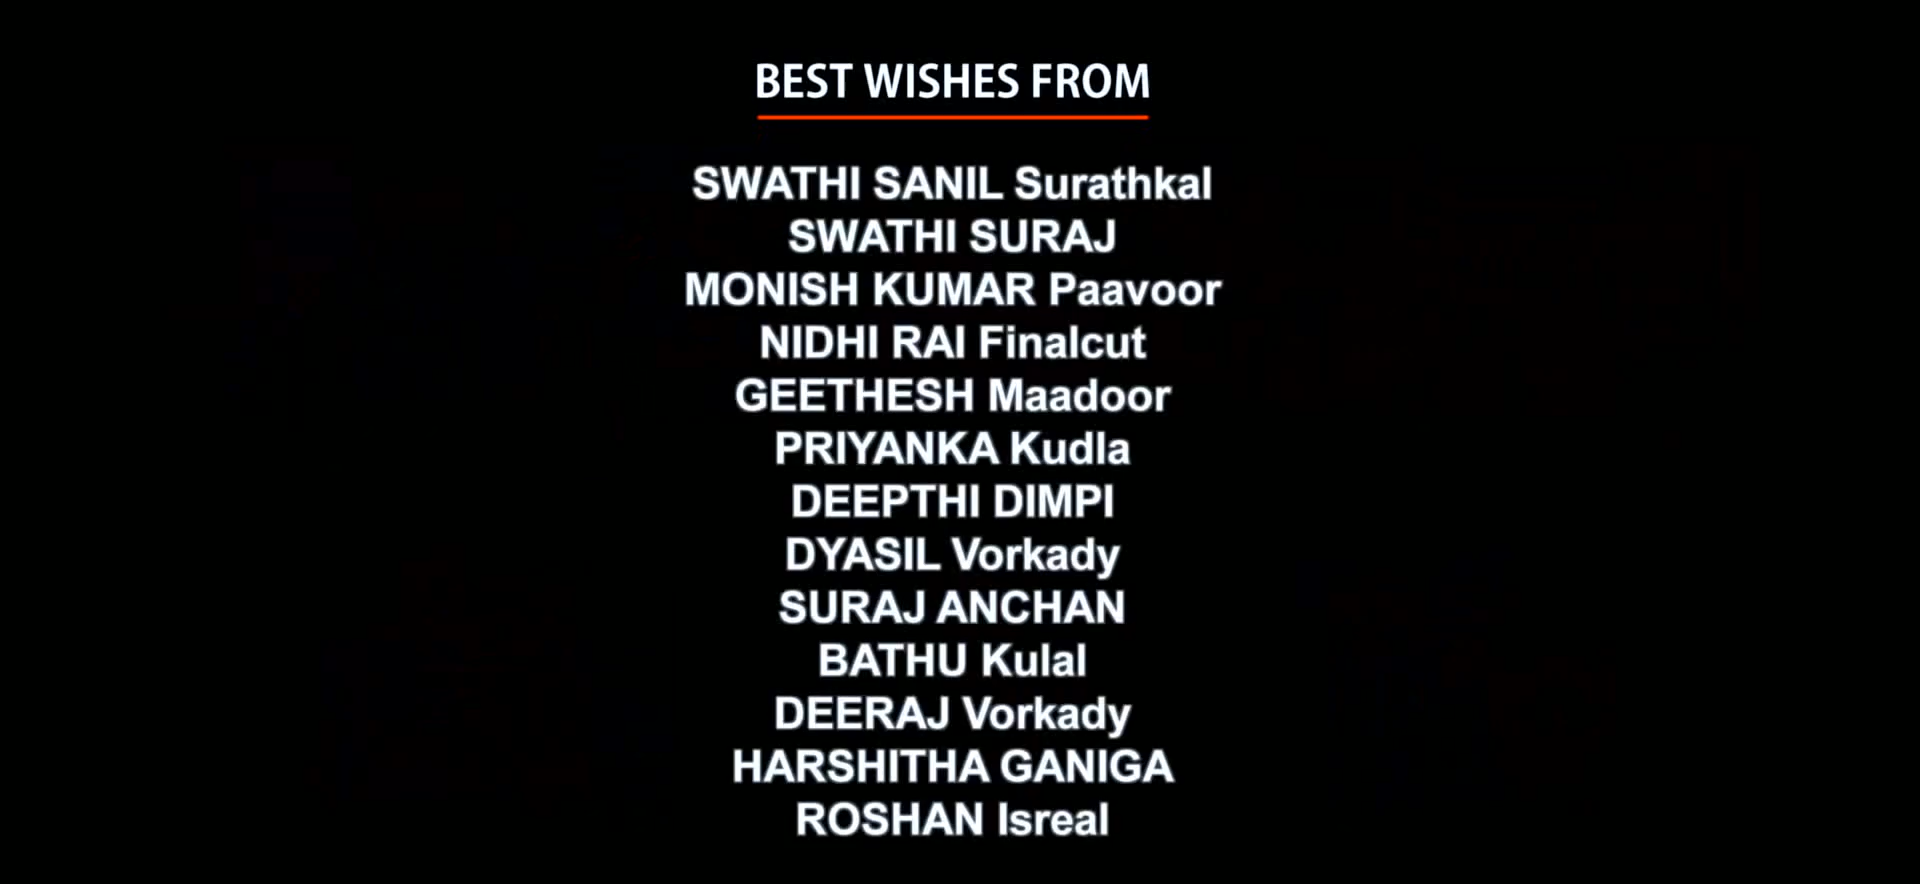 BEST WISHES FROM
SWATHI SANIL Surathkal
SWATHI SURAJ
MONISH KUMAR Paavoor
NIDHI RAI Finalcut
GEETHESH Maadoor
PRIYANKA Kudla
DEEPTHI DIMPI
DYASIL Vorkady
SURAJ ANCHAN
BATHU Kulal
DEERAJ Vorkady
HARSHITHA GANIGA
ROSHAN Isreal